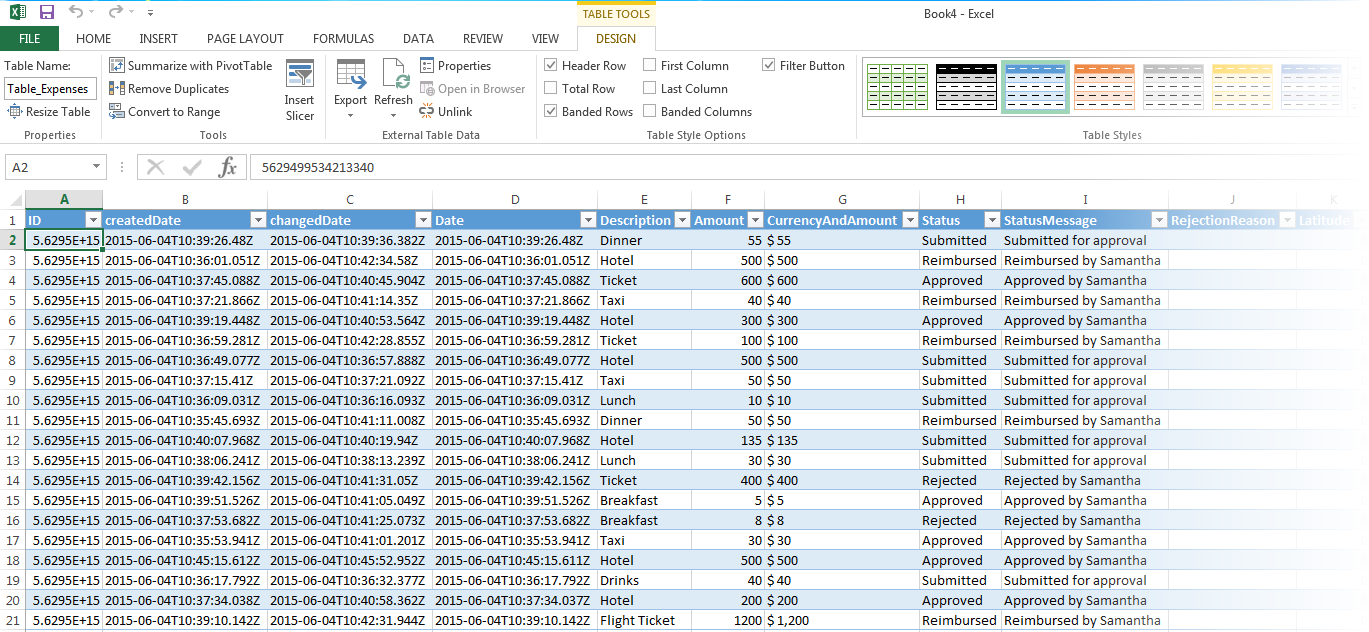 TABLE TOOLS
Book4 - Excel
FILE HOME INSERT PAGE LAYOUT FORMULAS DATA REVIEW VIEW DESIGN
Table Name: Summarize with PivotTable Properties Header Row First Column Filter Button
Table_Expenses Remove Duplicates Insert Slicer Export Refresh Open in Browser Total Row Last Column
Resize Table Convert to Range Unlink Banded Rows Banded Columns
Properties Tools External Table Data Table Style Options Table Styles
A2 fx 5629499534213340
A B C D E F G H I J K
1 ID createdDate changedDate Date Description Amount CurrencyAndAmount Status StatusMessage RejectionReason Latitude
2 5.6295E+15 2015-06-04T10:39:26.48Z 2015-06-04T10:39:36.382Z 2015-06-04T10:39:26.48Z Dinner 55 $ 55 Submitted Submitted for approval
3 5.6295E+15 2015-06-04T10:36:01.051Z 2015-06-04T10:42:34.58Z 2015-06-04T10:36:01.051Z Hotel 500 $ 500 Reimbursed Reimbursed by Samantha
4 5.6295E+15 2015-06-04T10:37:45.088Z 2015-06-04T10:40:45.904Z 2015-06-04T10:37:45.088Z Ticket 600 $ 600 Approved Approved by Samantha
5 5.6295E+15 2015-06-04T10:37:21.866Z 2015-06-04T10:41:14.35Z 2015-06-04T10:37:21.866Z Taxi 40 $ 40 Reimbursed Reimbursed by Samantha
6 5.6295E+15 2015-06-04T10:39:19.448Z 2015-06-04T10:40:53.564Z 2015-06-04T10:39:19.448Z Hotel 300 $ 300 Approved Approved by Samantha
7 5.6295E+15 2015-06-04T10:36:59.281Z 2015-06-04T10:42:28.855Z 2015-06-04T10:36:59.281Z Ticket 100 $ 100 Reimbursed Reimbursed by Samantha
8 5.6295E+15 2015-06-04T10:36:49.077Z 2015-06-04T10:36:57.888Z 2015-06-04T10:36:49.077Z Hotel 500 $ 500 Submitted Submitted for approval
9 5.6295E+15 2015-06-04T10:37:15.41Z 2015-06-04T10:37:21.092Z 2015-06-04T10:37:15.41Z Taxi 50 $ 50 Submitted Submitted for approval
10 5.6295E+15 2015-06-04T10:36:09.031Z 2015-06-04T10:36:16.093Z 2015-06-04T10:36:09.031Z Lunch 10 $ 10 Submitted Submitted for approval
11 5.6295E+15 2015-06-04T10:35:45.693Z 2015-06-04T10:41:11.008Z 2015-06-04T10:35:45.693Z Dinner 50 $ 50 Reimbursed Reimbursed by Samantha
12 5.6295E+15 2015-06-04T10:40:07.968Z 2015-06-04T10:40:19.94Z 2015-06-04T10:40:07.968Z Hotel 135 $ 135 Submitted Submitted for approval
13 5.6295E+15 2015-06-04T10:38:06.241Z 2015-06-04T10:38:13.239Z 2015-06-04T10:38:06.241Z Lunch 30 $ 30 Submitted Submitted for approval
14 5.6295E+15 2015-06-04T10:39:42.156Z 2015-06-04T10:41:31.05Z 2015-06-04T10:39:42.156Z Ticket 400 $ 400 Rejected Rejected by Samantha
15 5.6295E+15 2015-06-04T10:39:51.526Z 2015-06-04T10:41:05.049Z 2015-06-04T10:39:51.526Z Breakfast 5 $ 5 Approved Approved by Samantha
16 5.6295E+15 2015-06-04T10:37:53.682Z 2015-06-04T10:41:25.073Z 2015-06-04T10:37:53.682Z Breakfast 8 $ 8 Rejected Rejected by Samantha
17 5.6295E+15 2015-06-04T10:35:53.941Z 2015-06-04T10:41:01.201Z 2015-06-04T10:35:53.941Z Taxi 30 $ 30 Approved Approved by Samantha
18 5.6295E+15 2015-06-04T10:45:15.612Z 2015-06-04T10:45:52.952Z 2015-06-04T10:45:15.611Z Hotel 500 $ 500 Approved Approved by Samantha
19 5.6295E+15 2015-06-04T10:36:17.792Z 2015-06-04T10:36:32.377Z 2015-06-04T10:36:17.792Z Drinks 40 $ 40 Submitted Submitted for approval
20 5.6295E+15 2015-06-04T10:37:34.038Z 2015-06-04T10:40:58.362Z 2015-06-04T10:37:34.037Z Hotel 200 $ 200 Approved Approved by Samantha
21 5.6295E+15 2015-06-04T10:39:10.142Z 2015-06-04T10:42:31.944Z 2015-06-04T10:39:10.142Z Flight Ticket 1200 $ 1,200 Reimbursed Reimbursed by Samantha